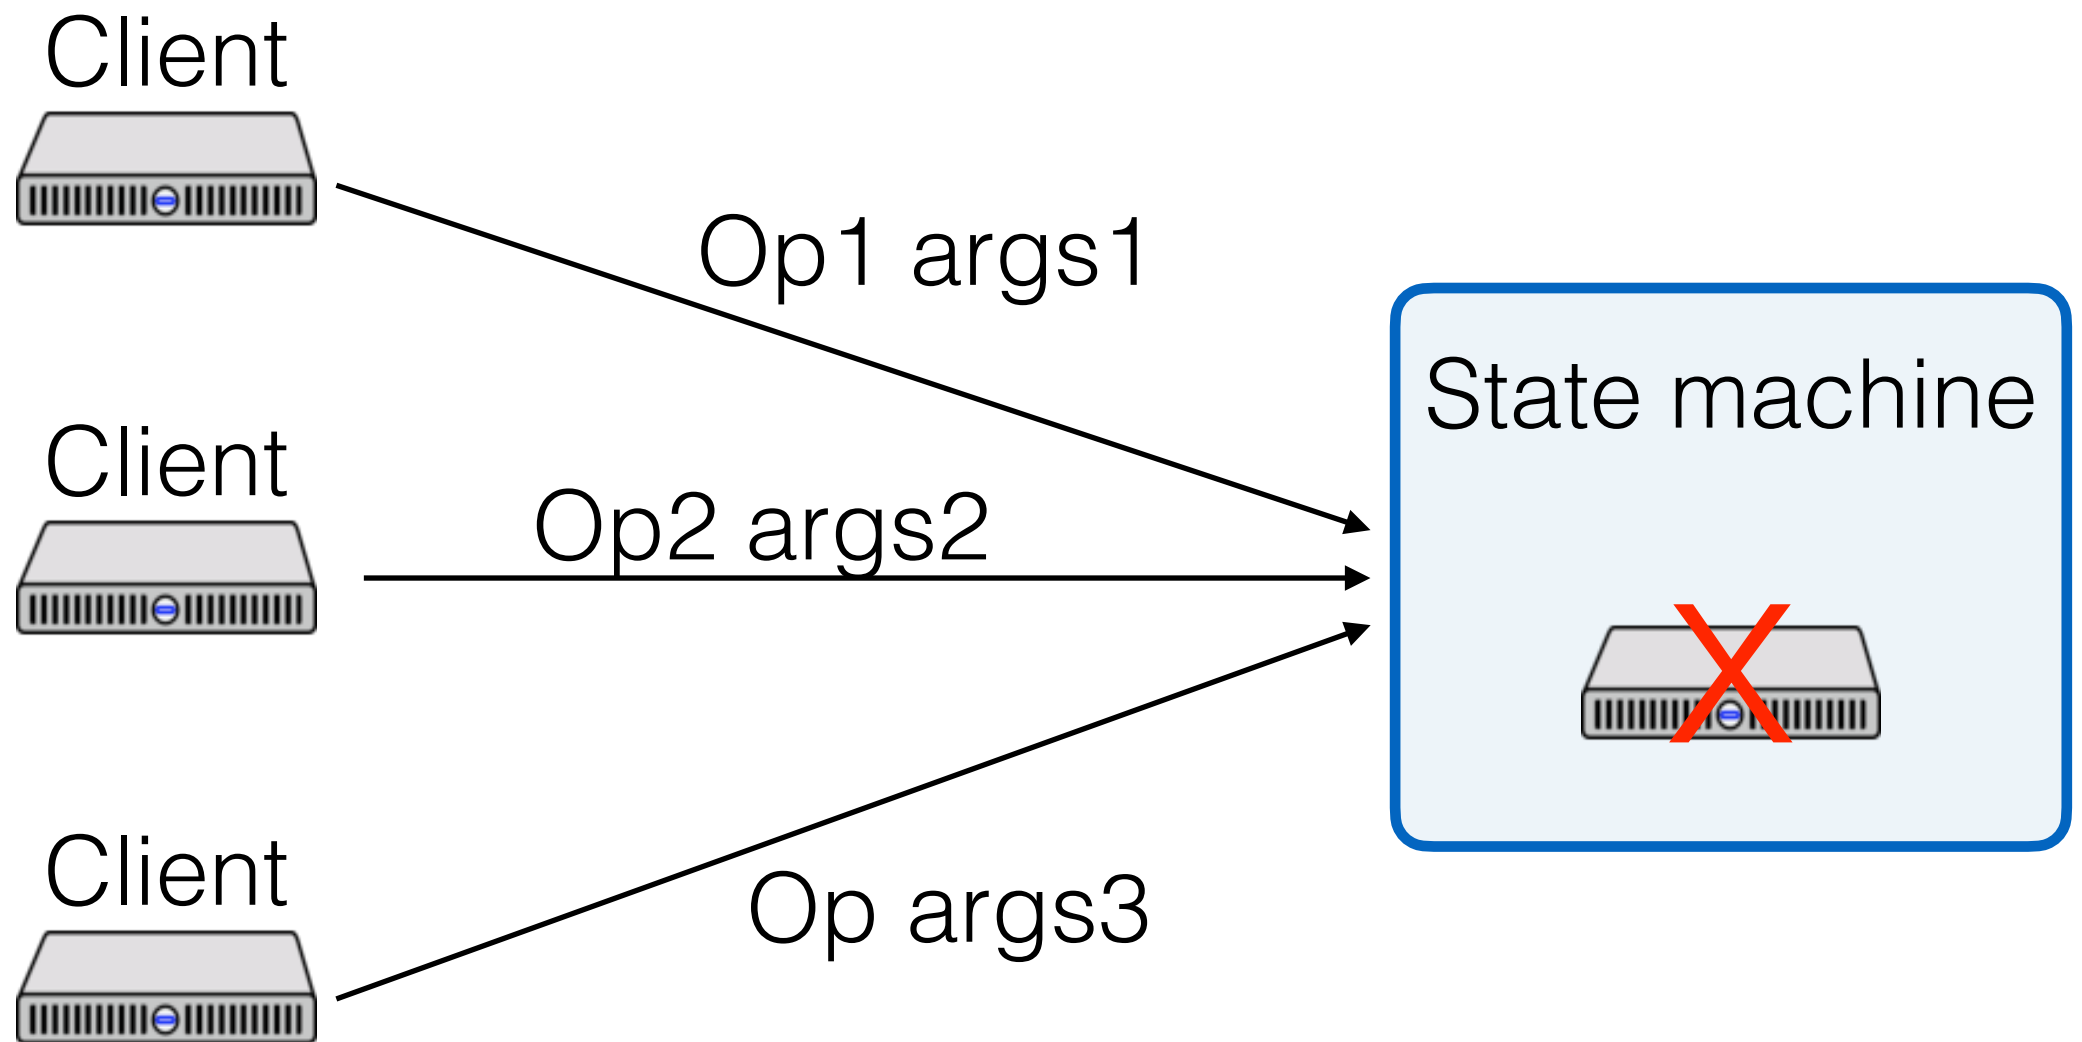 Client
Op1 args1
State machine
Client
Op2 args2
X
Client
Op args3